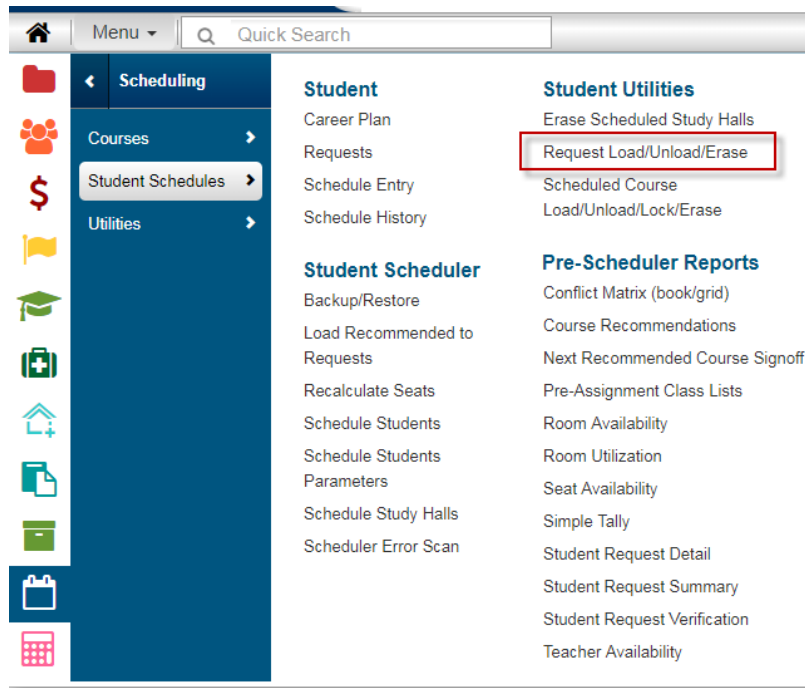 Menu
Quick Search
Scheduling
Courses
Student Schedules
Utilities
Student
Career Plan
Requests
Schedule Entry
Schedule History
Student Scheduler
Backup/Restore
Load Recommended to
Requests
Recalculate Seats
Schedule Students
Schedule Students
Parameters
Schedule Study Halls
Scheduler Error Scan
Student Utilities
Erase Scheduled Study Halls
Request Load/Unload/Erase
Scheduled Course
Load/Unload/Lock/Erase
Pre-Scheduler Reports
Conflict Matrix (book/grid)
Course Recommendations
Next Recommended Course Signoff
Pre-Assignment Class Lists
Room Availability
Room Utilization
Seat Availability
Simple Tally
Student Request Detail
Student Request Summary
Student Request Verification
Teacher Availability